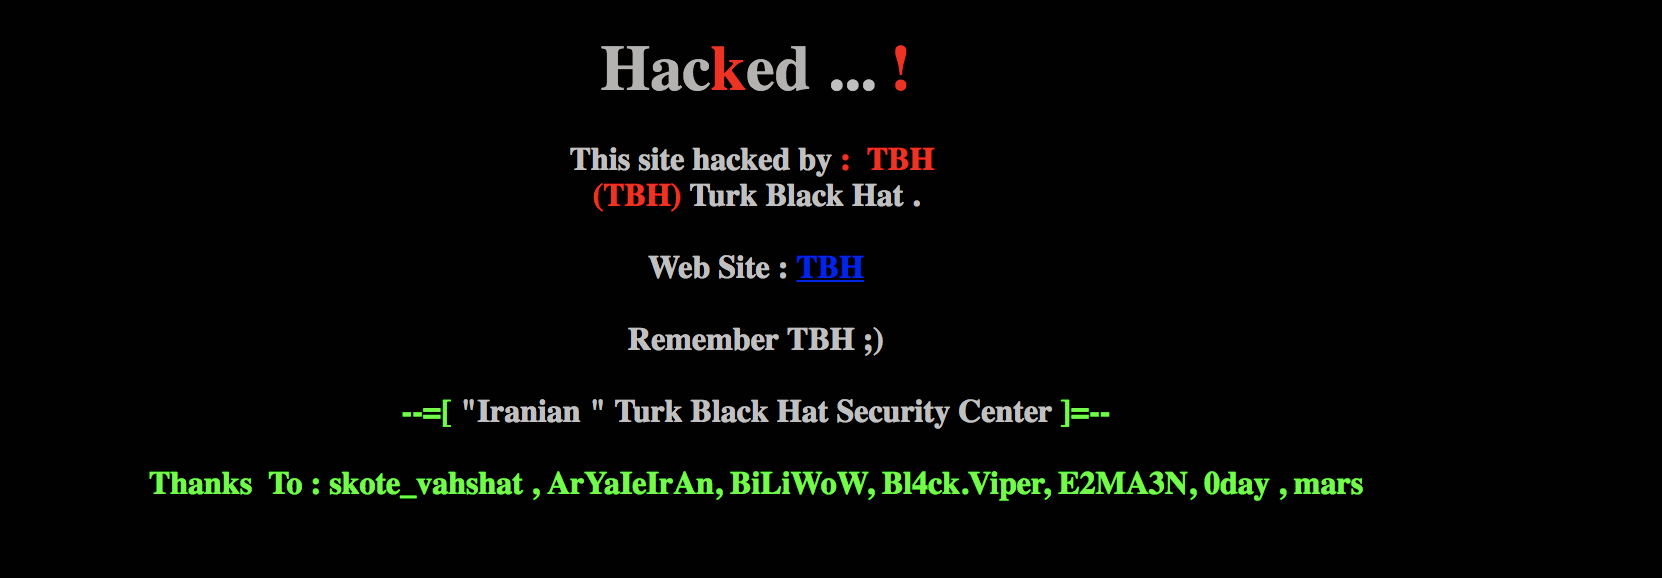 Hacked ... !
This site hacked by :  TBH
(TBH) Turk Black Hat .
Web Site : TBH
Remember TBH ;)
--=[ "Iranian " Turk Black Hat Security Center ]=--
Thanks  To : skote_vahshat , ArYaIeIrAn, BiLiWoW, Bl4ck.Viper, E2MA3N, 0day , mars